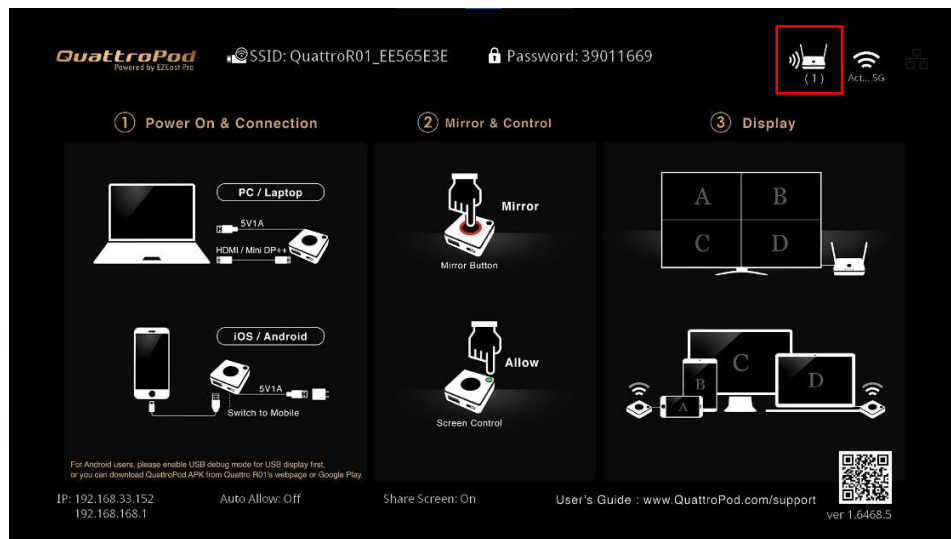 QuattroPod
Powered by EZCast Pro
SSID: QuattroR01_EE565E3E
Password: 39011669
(1)
Act... 5G
1 Power On & Connection
2 Mirror & Control
3 Display
PC / Laptop
5V1A
HDMI / Mini DP++
Mirror
Mirror Button
A B
C D
iOS / Android
5V1A
Switch to Mobile
Allow
Screen Control
A B C D
For Android users, please enable USB debug mode for USB display first,
or you can download QuattroPod APK from Quattro R01's webpage or Google Play.
IP: 192.168.33.152
192.168.168.1
Auto Allow: Off
Share Screen: On
User's Guide : www.QuattroPod.com/support
ver 1.6468.5